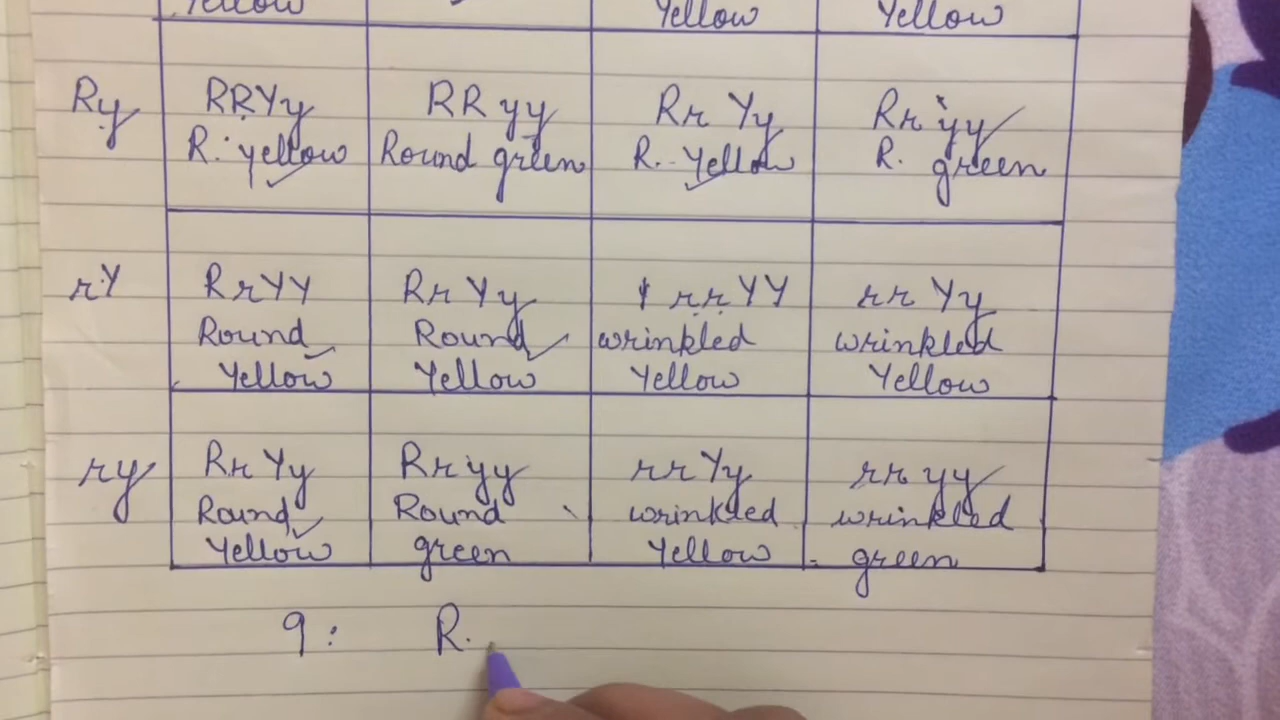 Yellow Yellow Yellow
Ry RRYy RRyy RrYy Rryy
R. yellow Round green R. Yellow R. green
rY RrYY RrYy rrYY rrYy
Round Round wrinkled wrinkled
Yellow Yellow Yellow Yellow
ry RrYy Rryy rrYy rryy
Round Round wrinkled wrinkled
Yellow green Yellow green
9: R.